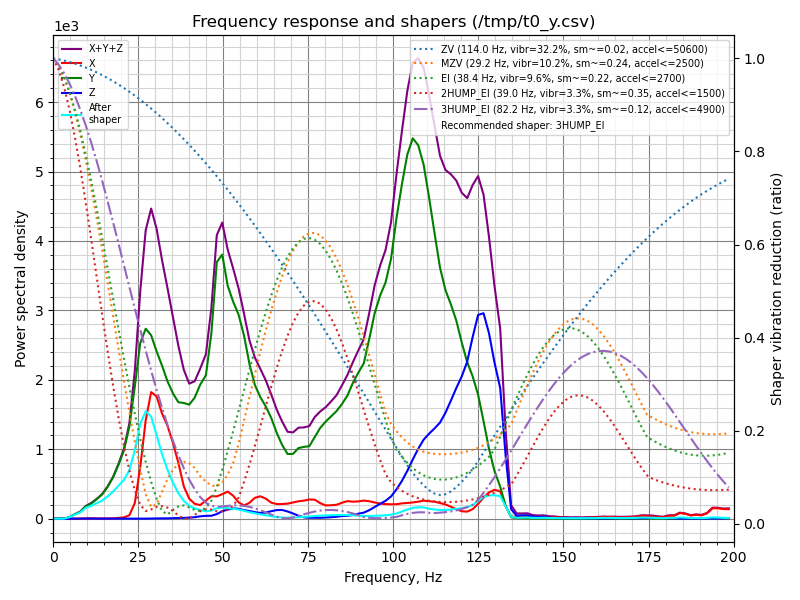 Frequency response and shapers (/tmp/t0_y.csv)
1e3
X+Y+Z
X
Y
Z
After
shaper
ZV (114.0 Hz, vibr=32.2%, sm~=0.02, accel<=50600)
MZV (29.2 Hz, vibr=10.2%, sm~=0.24, accel<=2500)
EI (38.4 Hz, vibr=9.6%, sm~=0.22, accel<=2700)
2HUMP_EI (39.0 Hz, vibr=3.3%, sm~=0.35, accel<=1500)
3HUMP_EI (82.2 Hz, vibr=3.3%, sm~=0.12, accel<=4900)
Recommended shaper: 3HUMP_EI
Power spectral density
6
5
4
3
2
1
0
1.0
0.8
0.6
0.4
0.2
0.0
Shaper vibration reduction (ratio)
0 25 50 75 100 125 150 175 200
Frequency, Hz